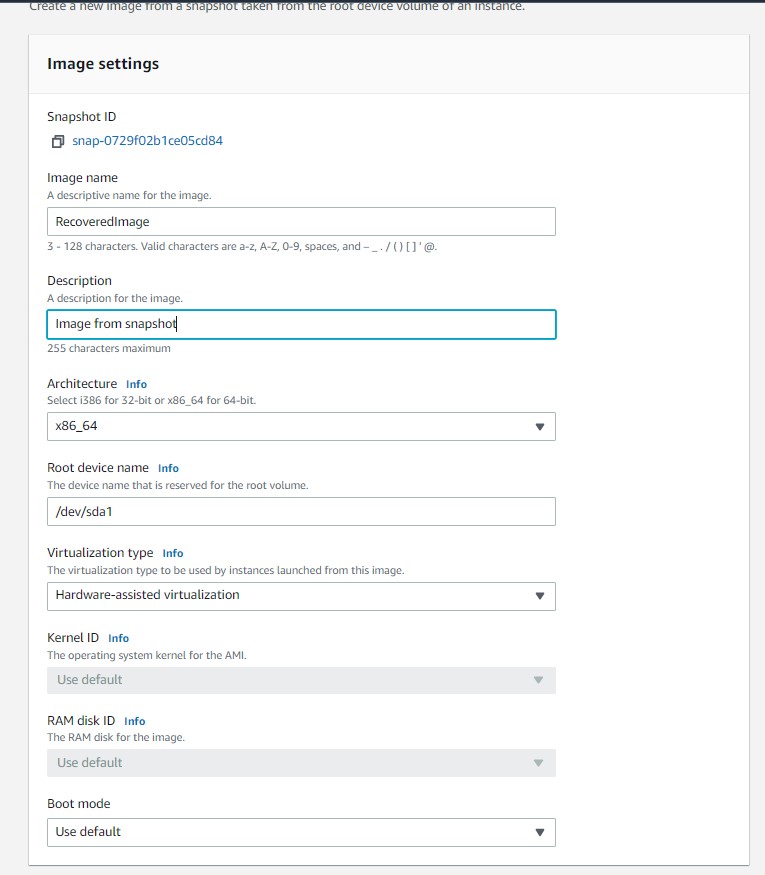 Create a new image from a snapshot taken from the root device volume of an instance.
Image settings
Snapshot ID
snap-0729f02b1ce05cd84
Image name
A descriptive name for the image.
RecoveredImage
3 - 128 characters. Valid characters are a-z, A-Z, 0-9, spaces, and – _ . / ( ) [ ] ' @.
Description
A description for the image.
Image from snapshot
255 characters maximum
Architecture Info
Select i386 for 32-bit or x86_64 for 64-bit.
x86_64
Root device name Info
The device name that is reserved for the root volume.
/dev/sda1
Virtualization type Info
The virtualization type to be used by instances launched from this image.
Hardware-assisted virtualization
Kernel ID Info
The operating system kernel for the AMI.
Use default
RAM disk ID Info
The RAM disk for the image.
Use default
Boot mode
Use default